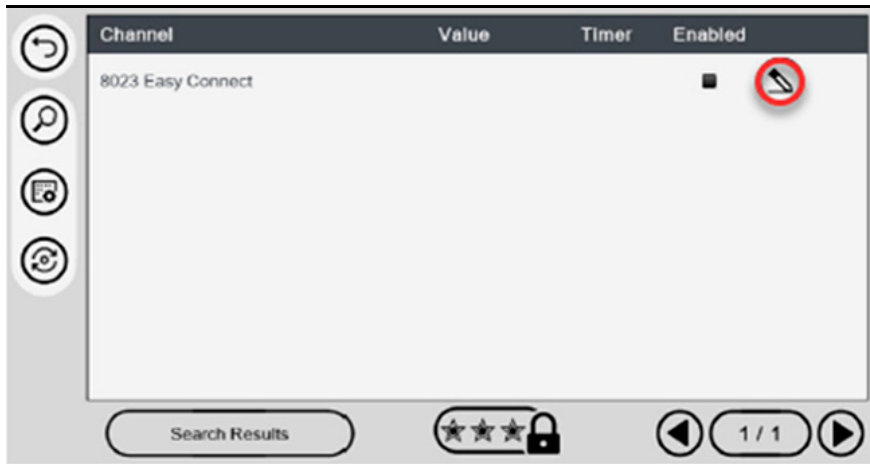 Channel Value Timer Enabled
8023 Easy Connect
Search Results
1 / 1